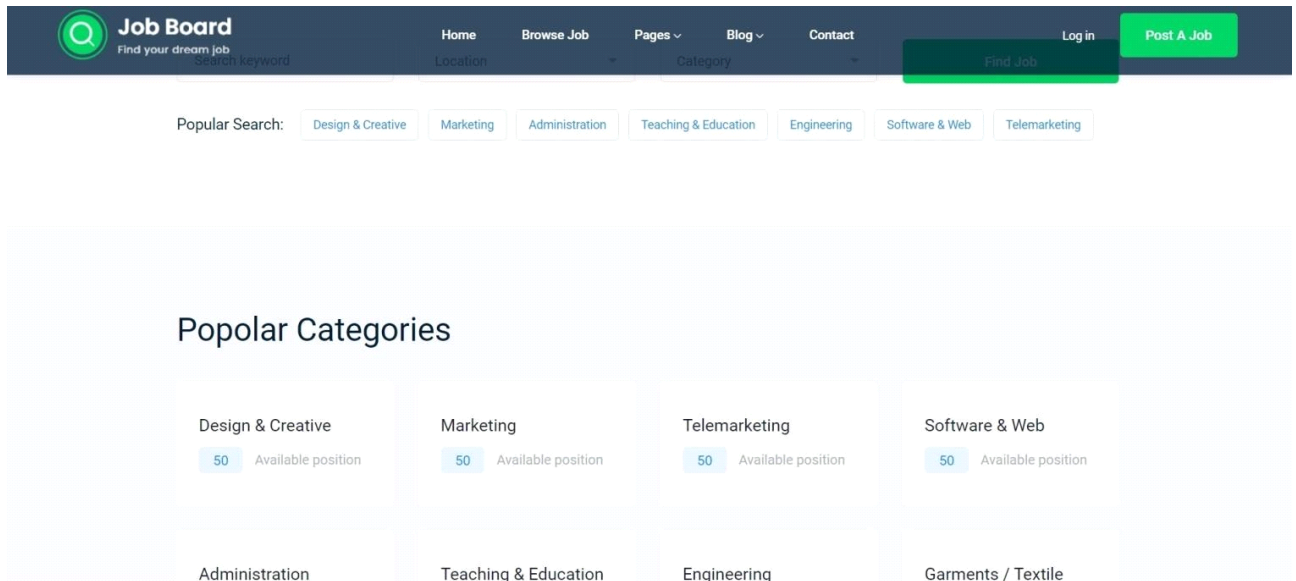 Job Board
Find your dream job
Home Browse Job Pages Blog Contact Log in Post A Job
Search keyword Location Category Find Job
Popular Search: Design & Creative Marketing Administration Teaching & Education Engineering Software & Web Telemarketing
Popolar Categories
Design & Creative Marketing Telemarketing Software & Web
50 Available position 50 Available position 50 Available position 50 Available position
Administration Teaching & Education Engineering Garments / Textile